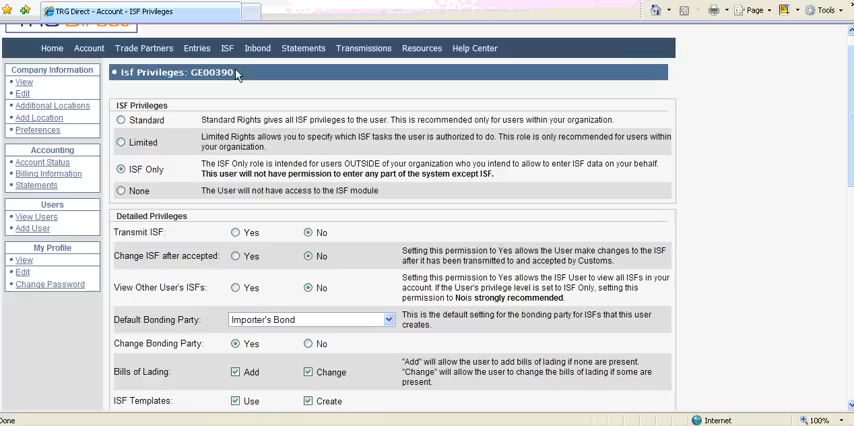 TRG Direct - Account - ISF Privileges
Page
Tools
Home Account Trade Partners Entries ISF Inbond Statements Transmissions Resources Help Center
Company Information
View
Edit
Additional Locations
Add Location
Preferences
Accounting
Account Status
Billing Information
Statements
Users
View Users
Add User
My Profile
View
Edit
Change Password
Isf Privileges: GE00390
ISF Privileges
Standard Standard Rights gives all ISF privileges to the user. This is recommended only for users within your organization.
Limited Limited Rights allows you to specify which ISF tasks the user is authorized to do. This role is only recommended for users within
your organization.
ISF Only The ISF Only role is intended for users OUTSIDE of your organization who you intend to allow to enter ISF data on your behalf.
This user will not have permission to enter any part of the system except ISF.
None The User will not have access to the ISF module
Detailed Privileges
Transmit ISF: Yes No
Change ISF after accepted: Yes No Setting this permission to Yes allows the User make changes to the ISF
after it has been transmitted to and accepted by Customs.
View Other User's ISFs: Yes No Setting this permission to Yes allows the ISF User to view all ISFs in your
account. If the User's privilege level is set to ISF Only, setting this
permission to Nois strongly recommended.
Default Bonding Party: Importer's Bond This is the default setting for the bonding party for ISFs that this user
creates.
Change Bonding Party: Yes No
Bills of Lading: Add Change "Add" will allow the user to add bills of lading if none are present.
"Change" will allow the user to change the bills of lading if some are
present.
ISF Templates: Use Create
Done
Internet
100%